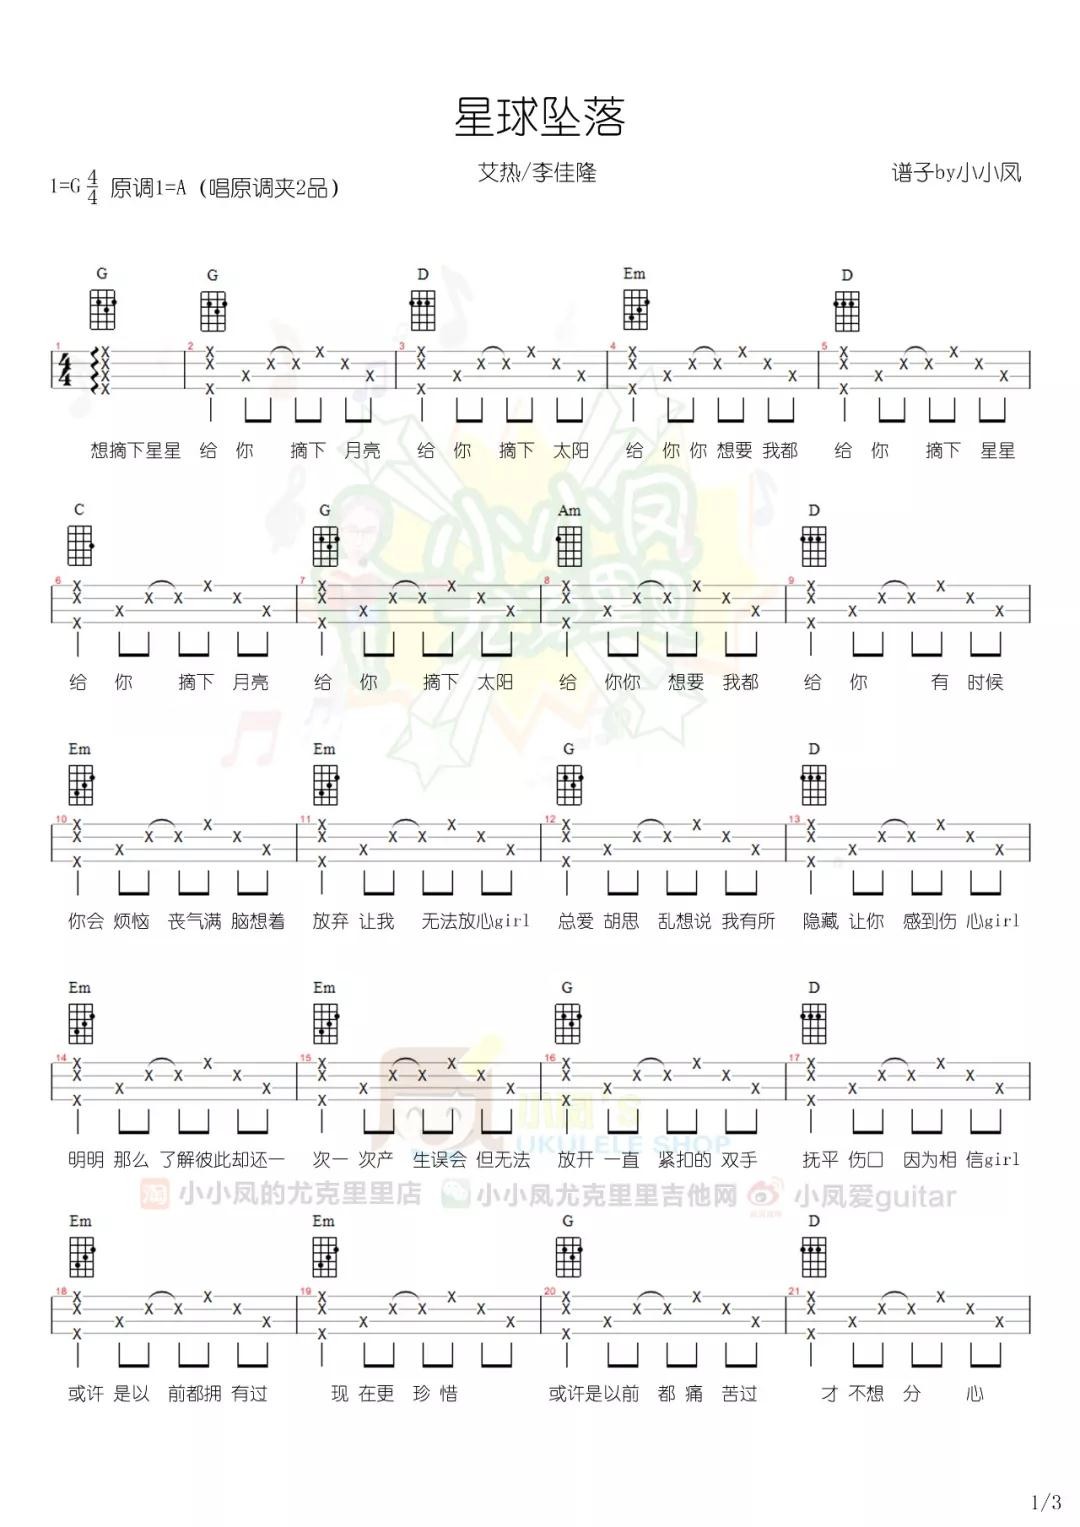 星球坠落
艾热/李佳隆
谱子by小小凤
1=G 4/4 原调1=A（唱原调夹2品）
G G D Em D
1 2 3 4 5
想摘下星星 给 你 摘下 月亮 给 你 摘下 太阳 给 你 你 想要 我都 给 你 摘下 星星
C G Am D
6 7 8 9
给 你 摘下 月亮 给 你 摘下 太阳 给 你你 想要 我都 给 你 有 时候
Em Em G D
10 11 12 13
你会 烦恼 丧气满 脑想着 放弃 让我 无法放心girl 总爱 胡思 乱想说 我有所 隐藏 让你 感到伤 心girl
Em Em G D
14 15 16 17
明明 那么 了解彼此却还一 次一 次产 生误会 但无法 放开 一直 紧扣的 双手 抚平 伤口 因为相 信girl
小凤's
UKULELE SHOP
淘 小小凤的尤克里里店 小小凤尤克里里吉他网 小凤爱guitar
Em Em G D
18 19 20 21
或许 是以 前都拥 有过 现 在更 珍 惜 或许是以前 都 痛 苦过 才 不想 分 心
1/3